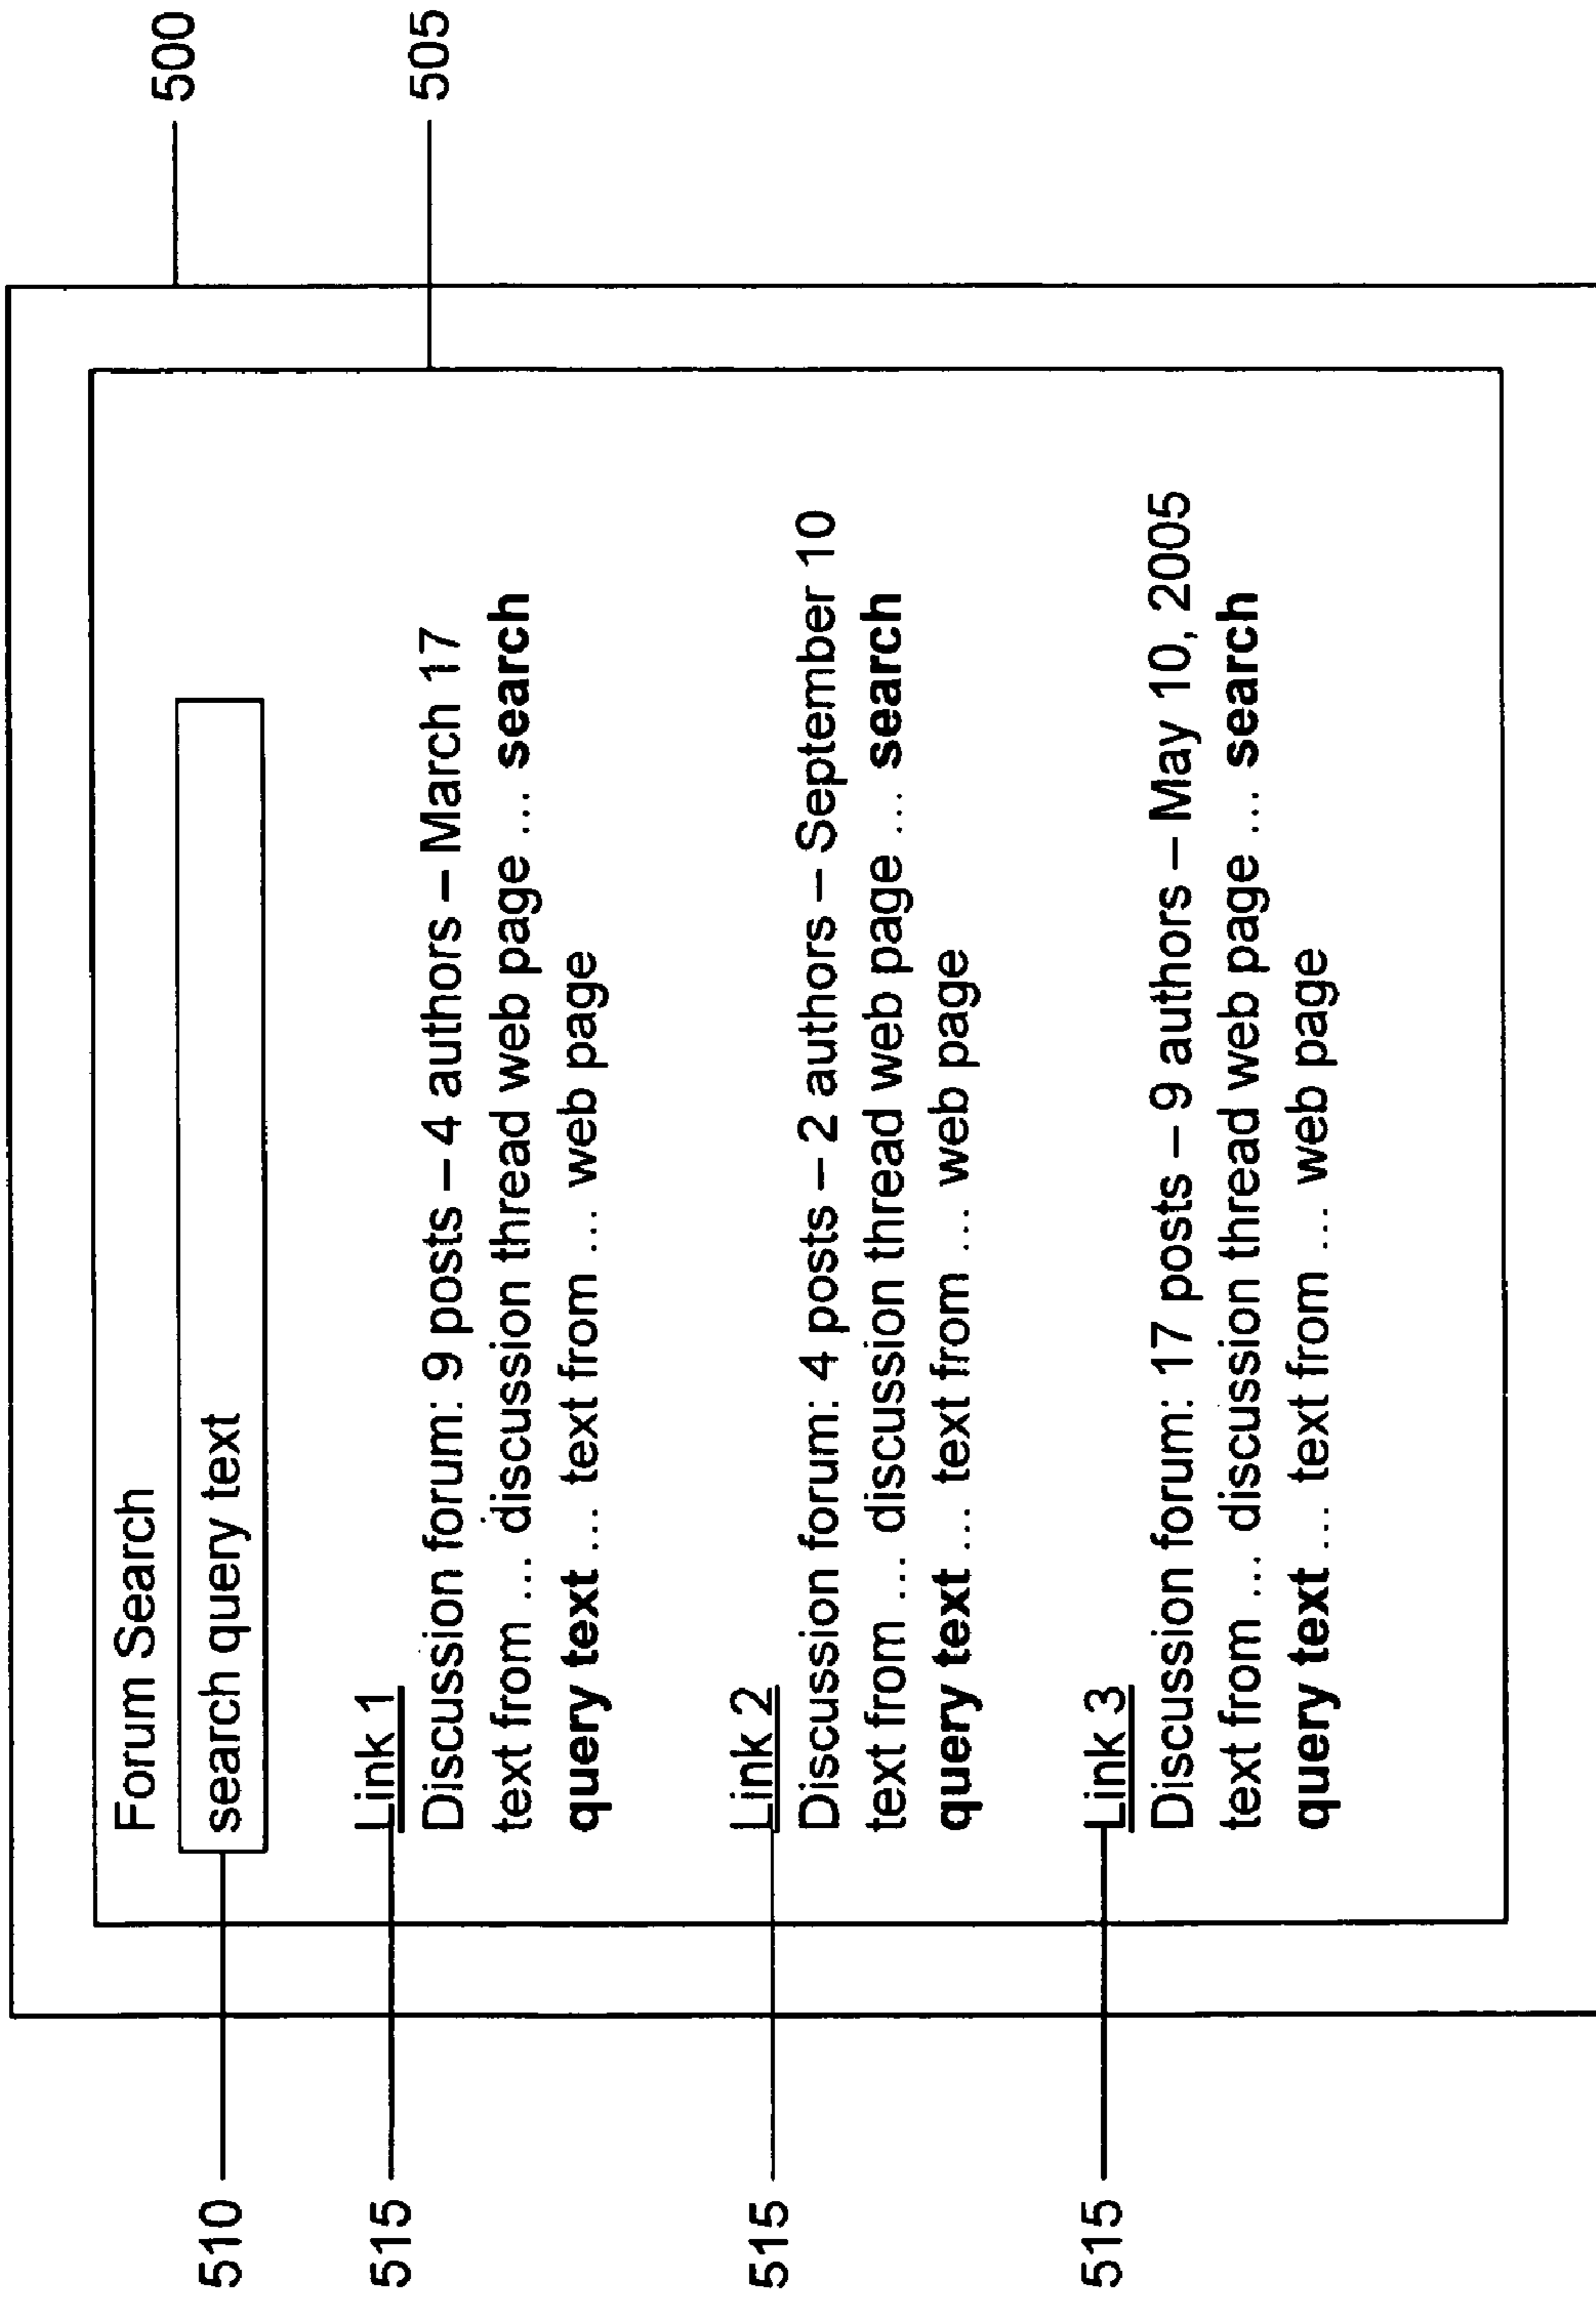 500
505
Forum Search
510
search query text
515
Link 1
Discussion forum: 9 posts – 4 authors – March 17
text from ... discussion thread web page ... search
query text ... text from ... web page
515
Link 2
Discussion forum: 4 posts – 2 authors – September 10
text from ... discussion thread web page ... search
query text ... text from ... web page
515
Link 3
Discussion forum: 17 posts – 9 authors – May 10, 2005
text from ... discussion thread web page ... search
query text ... text from ... web page